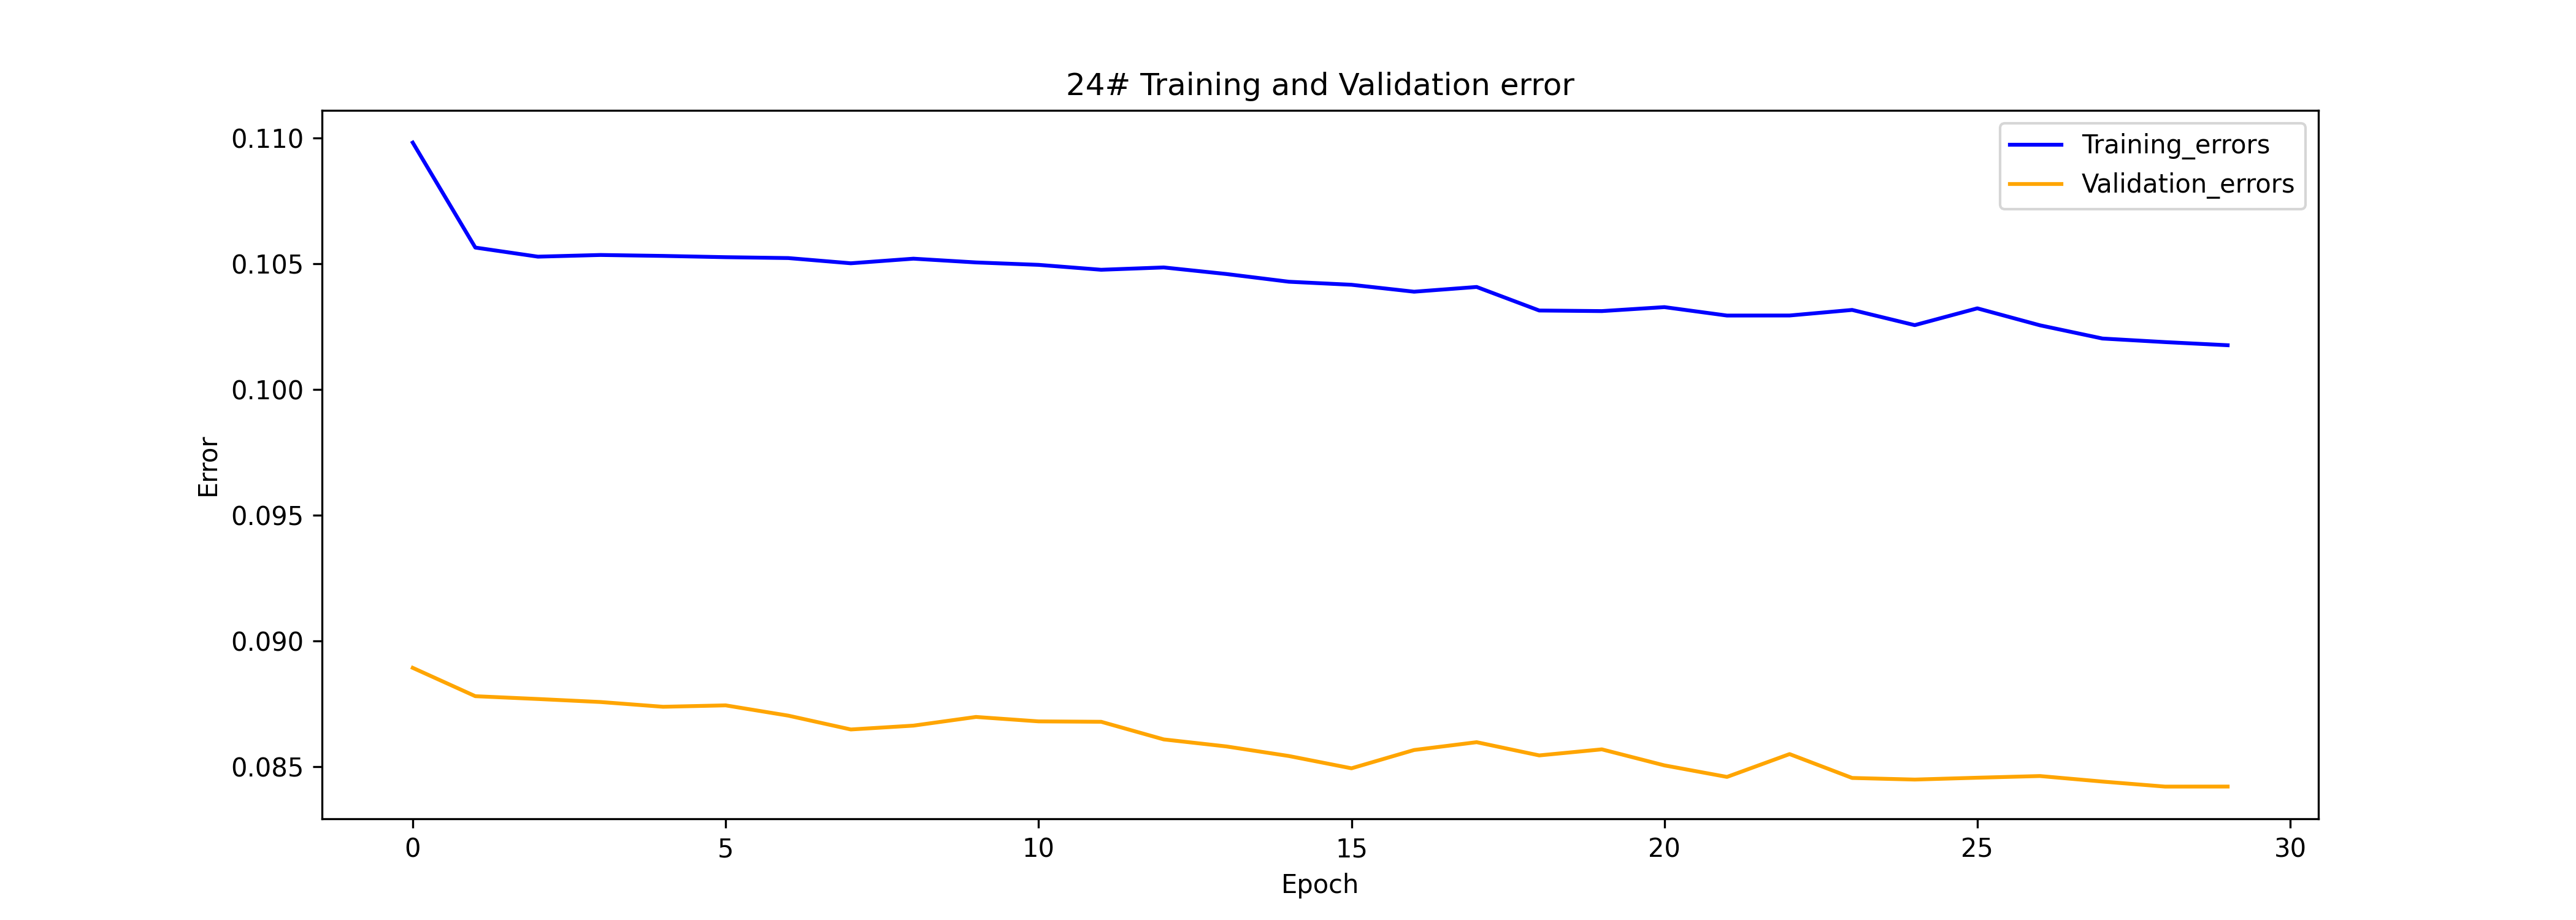 24# Training and Validation error
Training_errors
Validation_errors
0.110
0.105
0.100
0.095
0.090
0.085
Error
0 5 10 15 20 25 30
Epoch